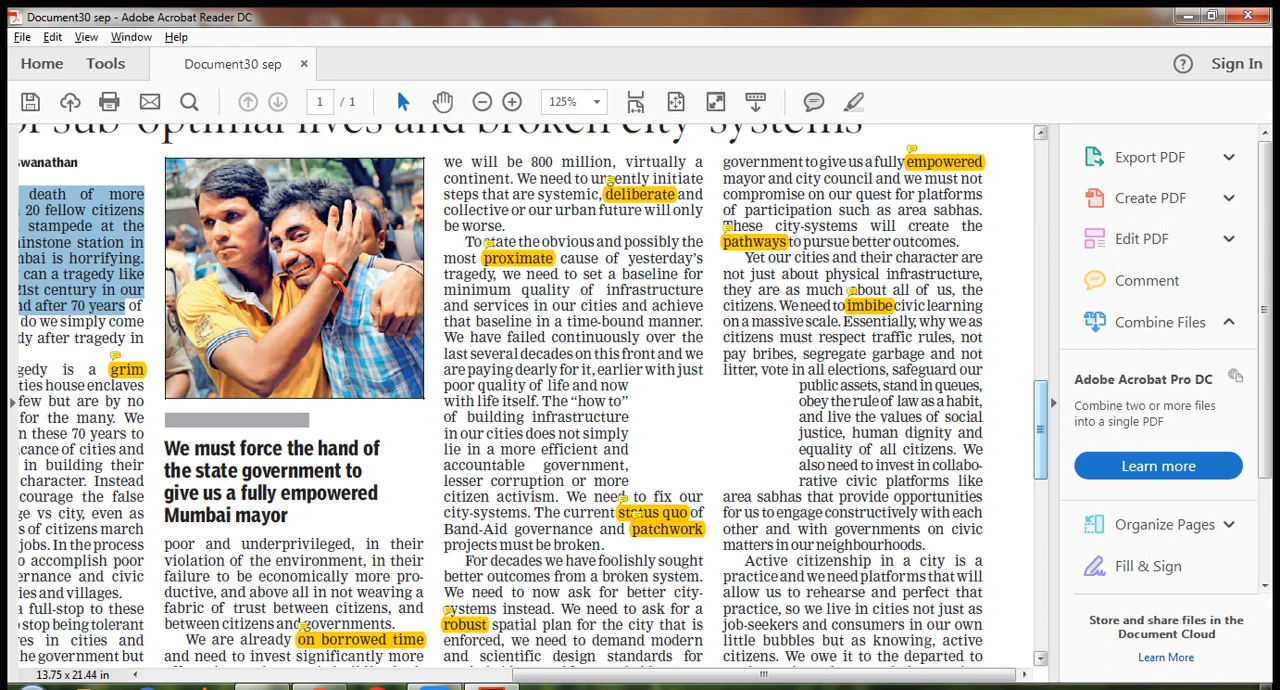 Document30 sep - Adobe Acrobat Reader DC
File Edit View Window Help
Home Tools Document30 sep × Sign In
1 / 1 125%
sub-optimal lives and broken city-systems
swanathan
death of more
20 fellow citizens
stampede at the
instone station in
bai is horrifying.
can a tragedy like
21st century in our
nd after 70 years of
do we simply come
dy after tragedy in
gedy is a grim
ties house enclaves
few but are by no
for the many. We
n these 70 years to
icance of cities and
in building their
character. Instead
courage the false
ge vs city, even as
s of citizens march
jobs. In the process
o accomplish poor
ernance and civic
ies and villages.
a full-stop to these
stop being tolerant
res in cities and
he government but
We must force the hand of
the state government to
give us a fully empowered
Mumbai mayor
poor and underprivileged, in their
violation of the environment, in their
failure to be economically more pro-
ductive, and above all in not weaving a
fabric of trust between citizens, and
between citizens and governments.
We are already on borrowed time
and need to invest significantly more
we will be 800 million, virtually a
continent. We need to urgently initiate
steps that are systemic, deliberate and
collective or our urban future will only
be worse.
To state the obvious and possibly the
most proximate cause of yesterday's
tragedy, we need to set a baseline for
minimum quality of infrastructure
and services in our cities and achieve
that baseline in a time-bound manner.
We have failed continuously over the
last several decades on this front and we
are paying dearly for it, earlier with just
poor quality of life and now
with life itself. The “how to”
of building infrastructure
in our cities does not simply
lie in a more efficient and
accountable government,
lesser corruption or more
citizen activism. We need to fix our
city-systems. The current status quo of
Band-Aid governance and patchwork
projects must be broken.
For decades we have foolishly sought
better outcomes from a broken system.
We need to now ask for better city-
systems instead. We need to ask for a
robust spatial plan for the city that is
enforced, we need to demand modern
and scientific design standards for
government to give us a fully empowered
mayor and city council and we must not
compromise on our quest for platforms
of participation such as area sabhas.
These city-systems will create the
pathways to pursue better outcomes.
Yet our cities and their character are
not just about physical infrastructure,
they are as much about all of us, the
citizens. We need to imbibe civic learning
on a massive scale. Essentially, why we as
citizens must respect traffic rules, not
pay bribes, segregate garbage and not
litter, vote in all elections, safeguard our
public assets, stand in queues,
obey the rule of law as a habit,
and live the values of social
justice, human dignity and
equality of all citizens. We
also need to invest in collabo-
rative civic platforms like
area sabhas that provide opportunities
for us to engage constructively with each
other and with governments on civic
matters in our neighbourhoods.
Active citizenship in a city is a
practice and we need platforms that will
allow us to rehearse and perfect that
practice, so we live in cities not just as
job-seekers and consumers in our own
little bubbles but as knowing, active
citizens. We owe it to the departed to
Export PDF
Create PDF
Edit PDF
Comment
Combine Files
Adobe Acrobat Pro DC
Combine two or more files
into a single PDF
Learn more
Organize Pages
Fill & Sign
Store and share files in the
Document Cloud
Learn More
13.75 x 21.44 in